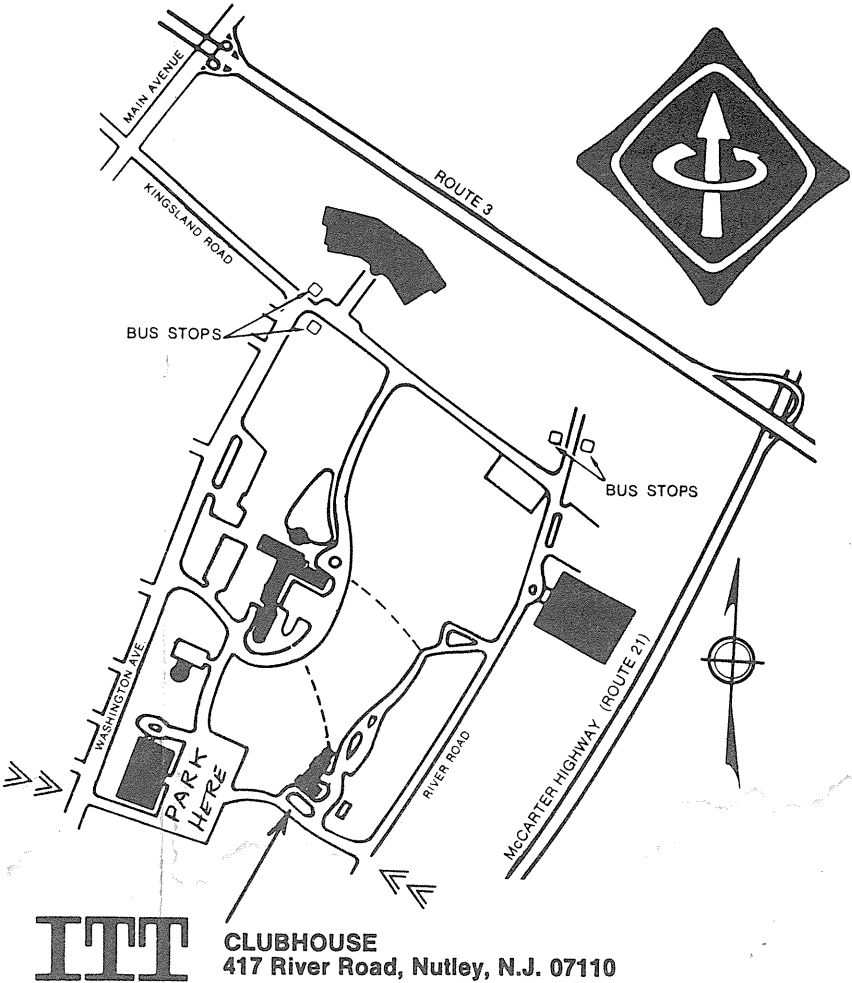 MAIN AVENUE
ROUTE 3
KINGSLAND ROAD
BUS STOPS
BUS STOPS
WASHINGTON AVE.
McCARTER HIGHWAY (ROUTE 21)
RIVER ROAD
PARK
HERE
ITT
CLUBHOUSE
417 River Road, Nutley, N.J. 07110